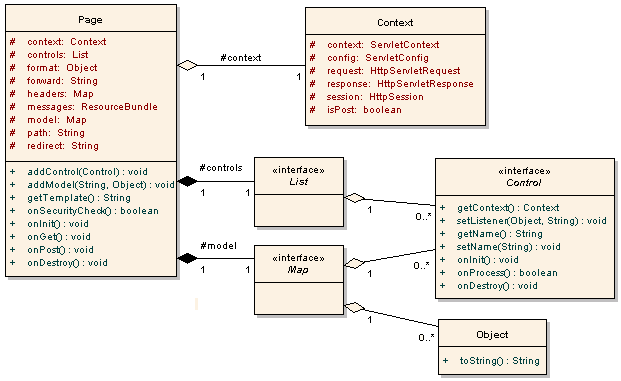 Page
# context: Context
# controls: List
# format: Object
# forward: String
# headers: Map
# messages: ResourceBundle
# model: Map
# path: String
# redirect: String
+ addControl(Control) : void
+ addModel(String, Object) : void
+ getTemplate() : String
+ onSecurityCheck() : boolean
+ onInit() : void
+ onGet() : void
+ onPost() : void
+ onDestroy() : void
#context
1
1
Context
# context: ServletContext
# config: ServletConfig
# request: HttpServletRequest
# response: HttpServletResponse
# session: HttpSession
# isPost: boolean
#controls
1
1
«interface»
List
1
0..*
«interface»
Control
+ getContext() : Context
+ setListener(Object, String) : void
+ getName() : String
+ setName(String) : void
+ onInit() : void
+ onProcess() : boolean
+ onDestroy() : void
#model
1
1
«interface»
Map
1
0..*
1
0..*
Object
+ toString() : String